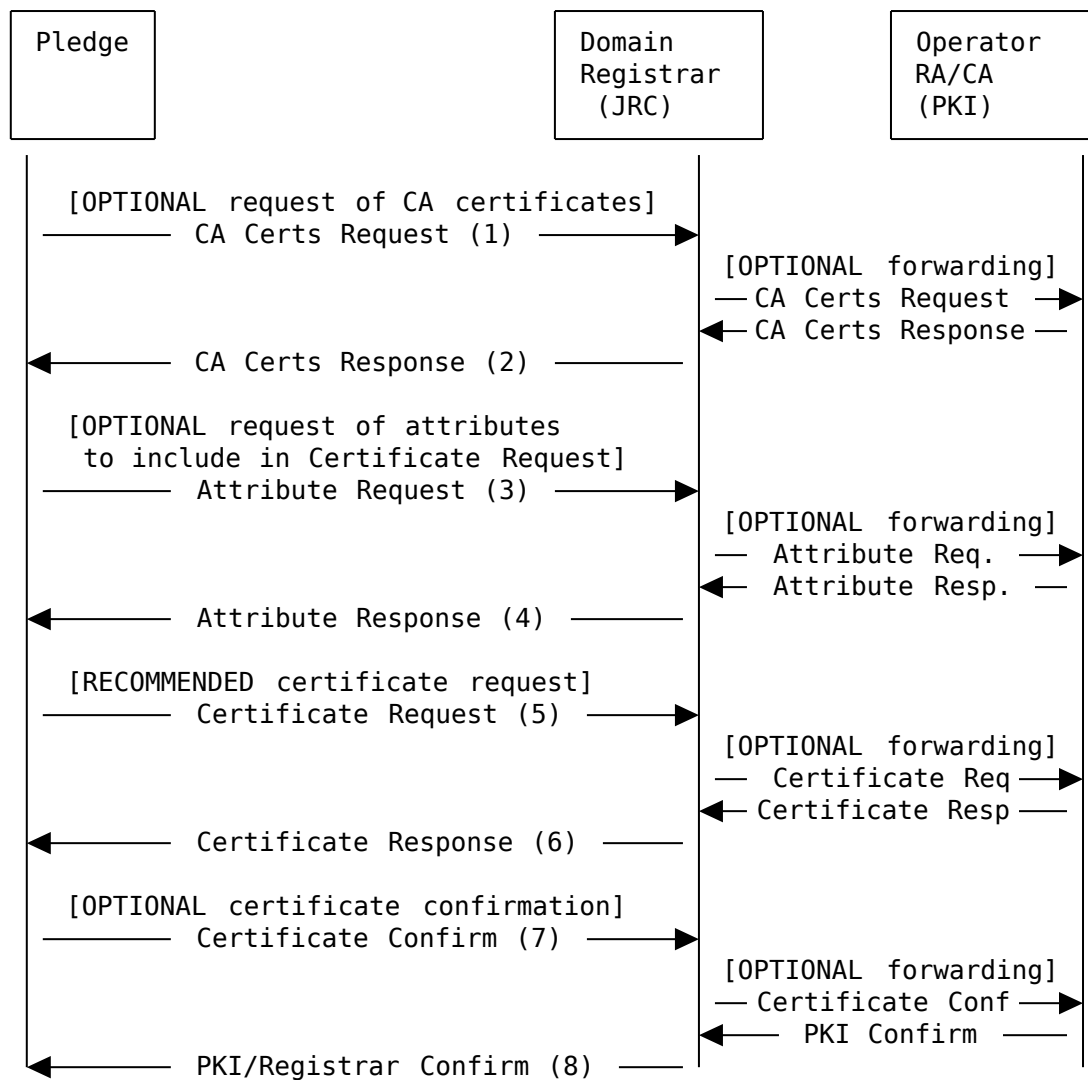 Pledge
Domain
Registrar
(JRC)
Operator
RA/CA
(PKI)
[OPTIONAL request of CA certificates]
CA Certs Request (1)
[OPTIONAL forwarding]
CA Certs Request
CA Certs Response
CA Certs Response (2)
[OPTIONAL request of attributes
to include in Certificate Request]
Attribute Request (3)
[OPTIONAL forwarding]
Attribute Req.
Attribute Resp.
Attribute Response (4)
[RECOMMENDED certificate request]
Certificate Request (5)
[OPTIONAL forwarding]
Certificate Req
Certificate Resp
Certificate Response (6)
[OPTIONAL certificate confirmation]
Certificate Confirm (7)
[OPTIONAL forwarding]
Certificate Conf
PKI Confirm
PKI/Registrar Confirm (8)